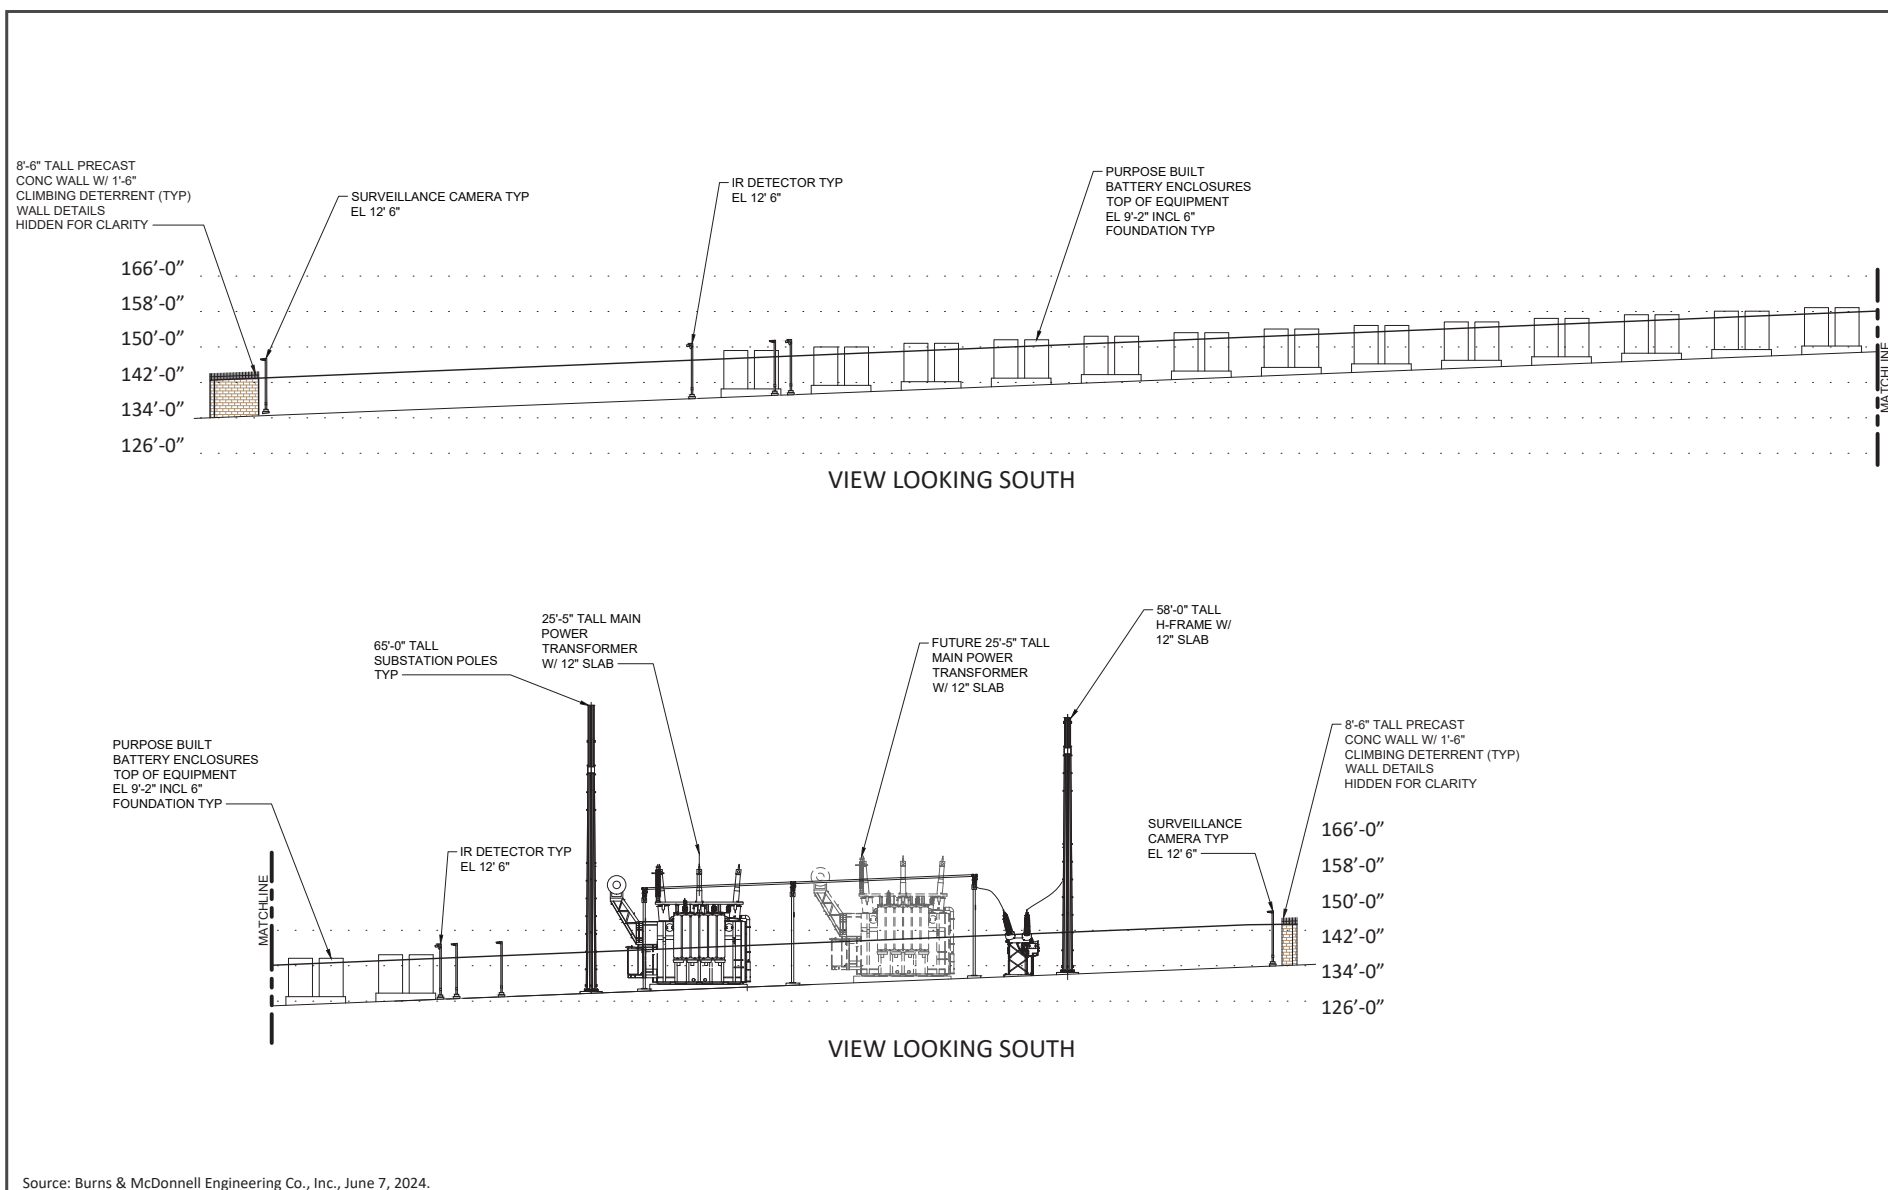 8'-6" TALL PRECAST
CONC WALL W/ 1'-6"
CLIMBING DETERRENT (TYP)
WALL DETAILS
HIDDEN FOR CLARITY
SURVEILLANCE CAMERA TYP
EL 12' 6"
IR DETECTOR TYP
EL 12' 6"
PURPOSE BUILT
BATTERY ENCLOSURES
TOP OF EQUIPMENT
EL 9'-2" INCL 6"
FOUNDATION TYP
166’-0”
158’-0”
150’-0”
142’-0”
134’-0”
126’-0”
MATCHLINE
VIEW LOOKING SOUTH
65'-0" TALL
SUBSTATION POLES
TYP
25'-5" TALL MAIN
POWER
TRANSFORMER
W/ 12" SLAB
FUTURE 25'-5" TALL
MAIN POWER
TRANSFORMER
W/ 12" SLAB
58'-0" TALL
H-FRAME W/
12" SLAB
PURPOSE BUILT
BATTERY ENCLOSURES
TOP OF EQUIPMENT
EL 9'-2" INCL 6"
FOUNDATION TYP
8'-6" TALL PRECAST
CONC WALL W/ 1'-6"
CLIMBING DETERRENT (TYP)
WALL DETAILS
HIDDEN FOR CLARITY
IR DETECTOR TYP
EL 12' 6"
SURVEILLANCE
CAMERA TYP
EL 12' 6"
MATCHLINE
166’-0”
158’-0”
150’-0”
142’-0”
134’-0”
126’-0”
VIEW LOOKING SOUTH
Source: Burns & McDonnell Engineering Co., Inc., June 7, 2024.